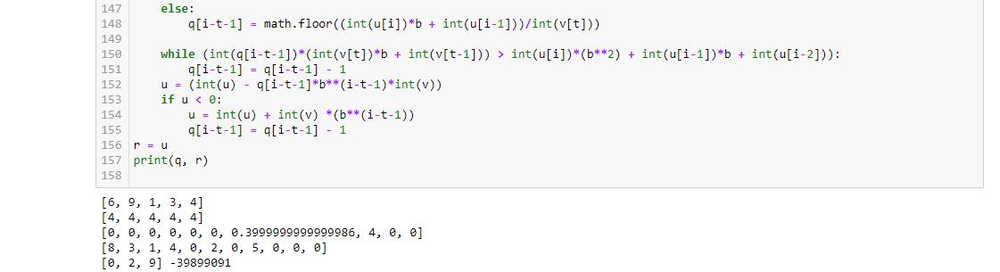 147 else:
148 q[i-t-1] = math.floor((int(u[i])*b + int(u[i-1]))/int(v[t]))
149
150 while (int(q[i-t-1])*(int(v[t])*b + int(v[t-1])) > int(u[i])*(b**2) + int(u[i-1])*b + int(u[i-2])):
151 q[i-t-1] = q[i-t-1] - 1
152 u = (int(u) - q[i-t-1]*b**(i-t-1)*int(v))
153 if u < 0:
154 u = int(u) + int(v) *(b**(i-t-1))
155 q[i-t-1] = q[i-t-1] - 1
156 r = u
157 print(q, r)
158
[6, 9, 1, 3, 4]
[4, 4, 4, 4, 4]
[0, 0, 0, 0, 0, 0, 0.3999999999999986, 4, 0, 0]
[8, 3, 1, 4, 0, 2, 0, 5, 0, 0, 0]
[0, 2, 9] -39899091